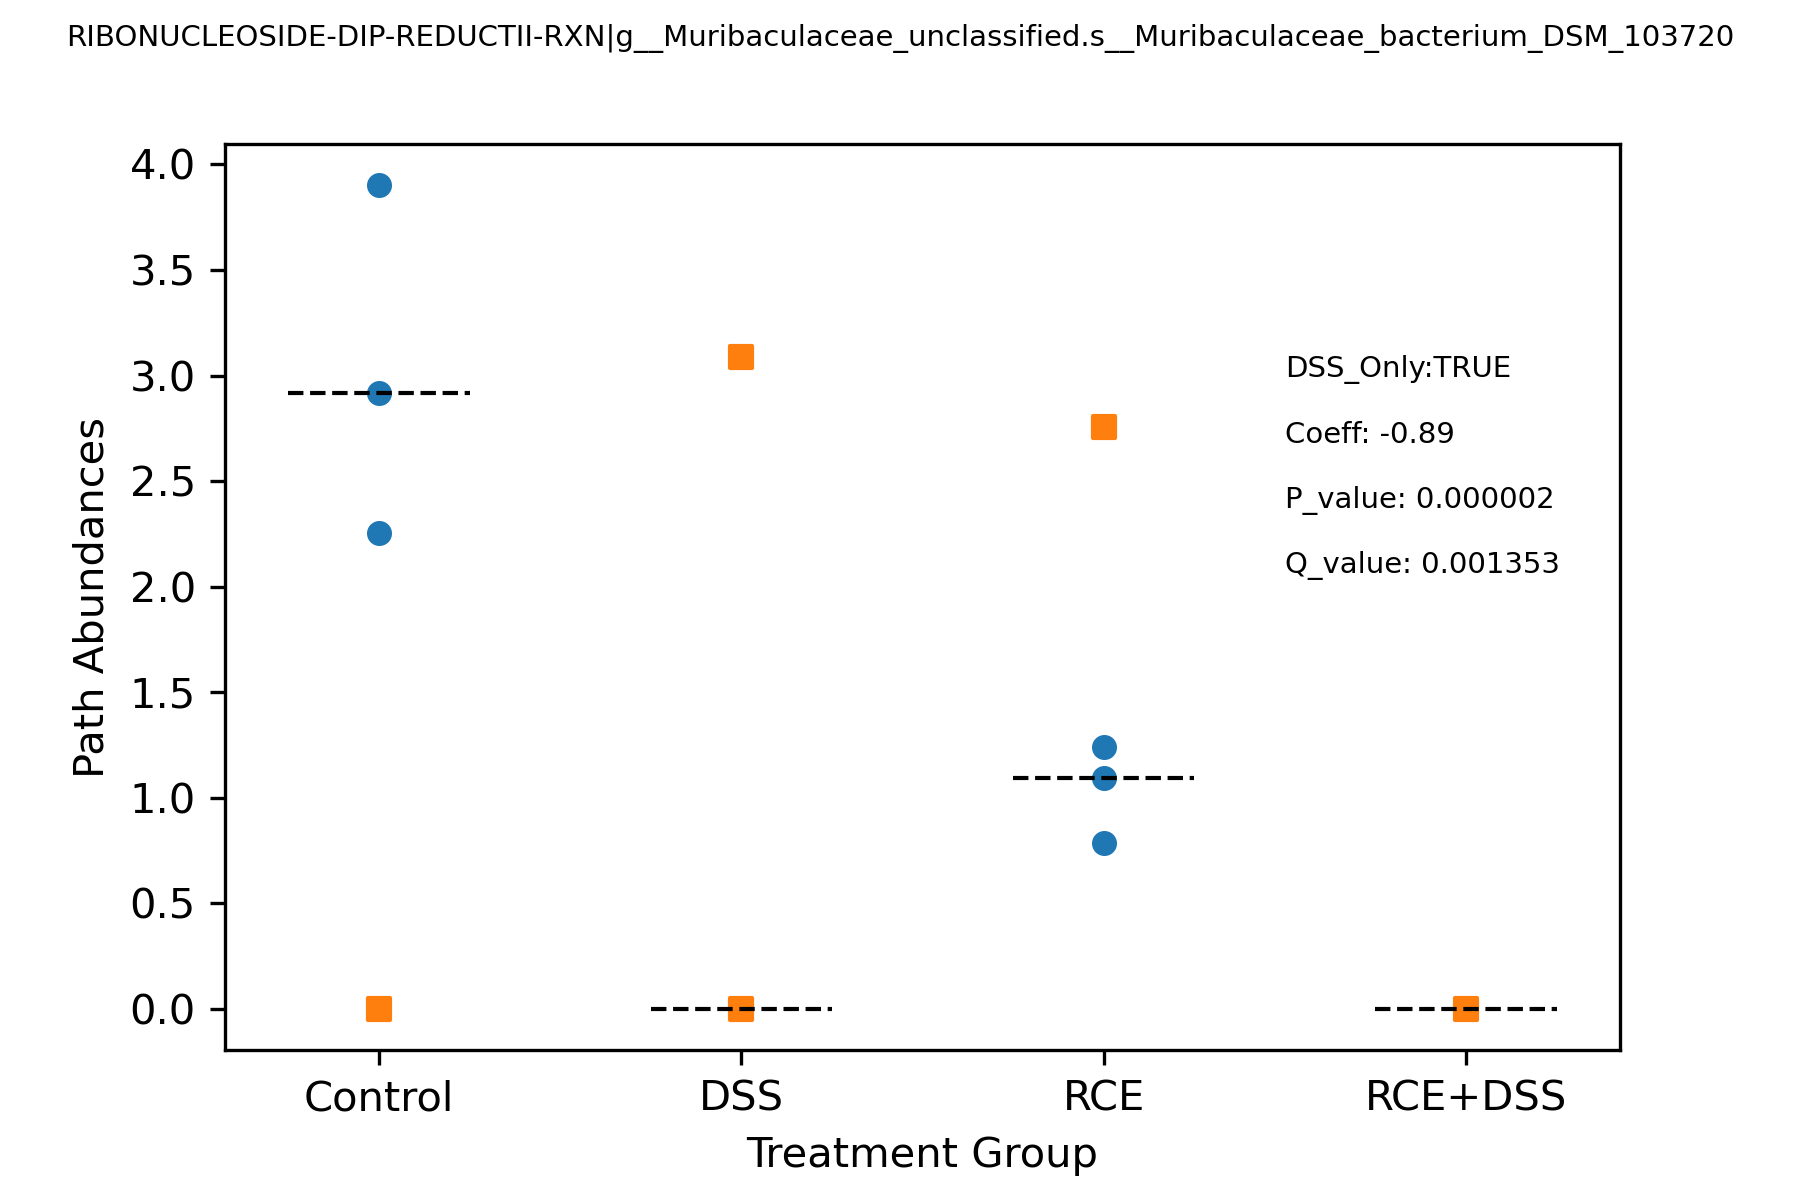 RIBONUCLEOSIDE-DIP-REDUCTII-RXN|g__Muribaculaceae_unclassified.s__Muribaculaceae_bacterium_DSM_103720
4.0
3.5
3.0
2.5
2.0
1.5
1.0
0.5
0.0
Path Abundances
DSS_Only:TRUE
Coeff: -0.89
P_value: 0.000002
Q_value: 0.001353
Control
DSS
RCE
RCE+DSS
Treatment Group